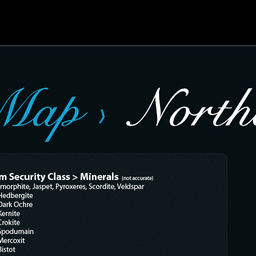 Map › Northe
m Security Class > Minerals (not accurate)
morphite, Jaspet, Pyroxeres, Scordite, Veldspar
Hedbergite
Dark Ochre
Kernite
Crokite
Spodumain
Mercoxit
Bistot